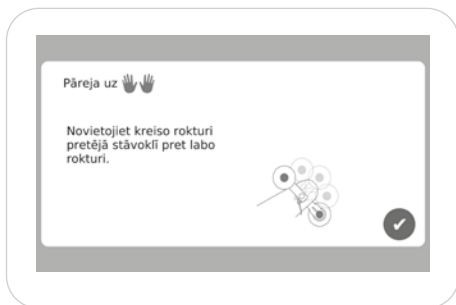 Pāreja uz
Novietojiet kreiso rokturi
pretējā stāvoklī pret labo
rokturi.